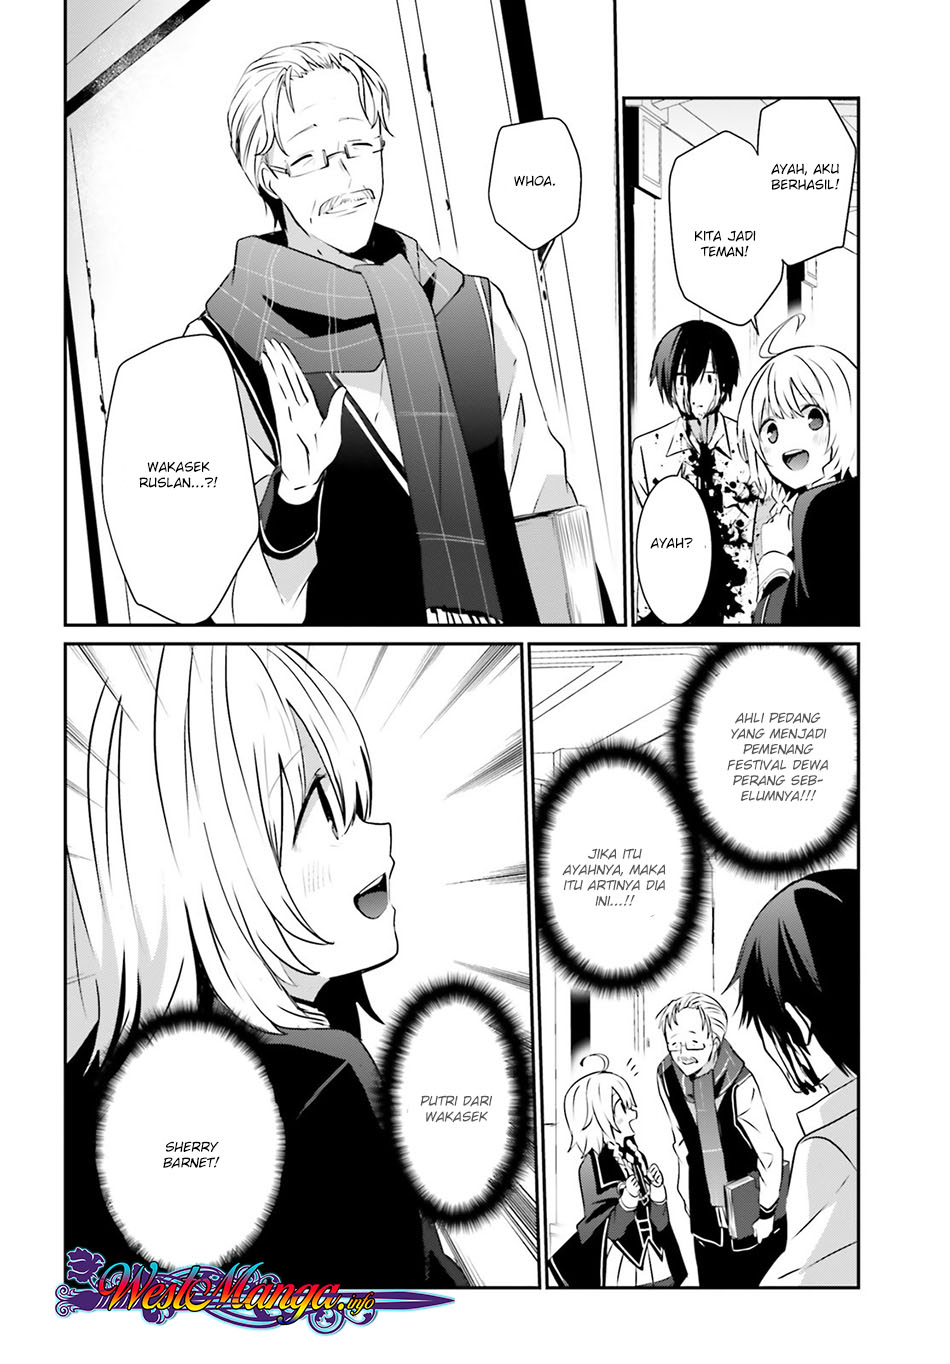 AYAH, AKU
BERHASIL!
KITA JADI
TEMAN!
AYAH?
WHOA.
WAKASEK
RUSLAN...?!
AHLI PEDANG
YANG MENJADI
PEMENANG
FESTIVAL DEWA
PERANG SEB-
ELUMNYA!!!
JIKA ITU
AYAHNYA, MAKA
ITU ARTINYA DIA
INI...!!
PUTRI DARI
WAKASEK
SHERRY
BARNET!
WESTMANGA.info